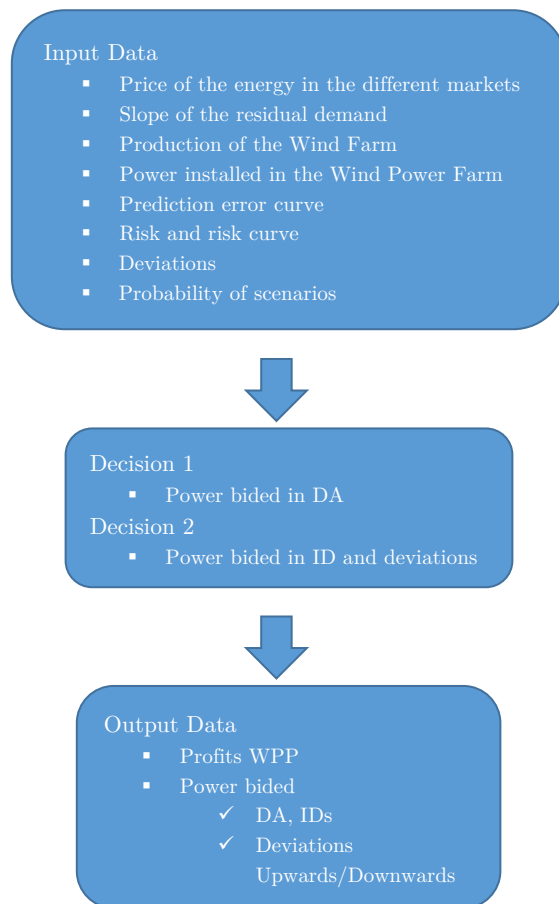 Input Data
▪ Price of the energy in the different markets
▪ Slope of the residual demand
▪ Production of the Wind Farm
▪ Power installed in the Wind Power Farm
▪ Prediction error curve
▪ Risk and risk curve
▪ Deviations
▪ Probability of scenarios
Decision 1
▪ Power bided in DA
Decision 2
▪ Power bided in ID and deviations
Output Data
▪ Profits WPP
▪ Power bided
✓ DA, IDs
✓ Deviations
Upwards/Downwards